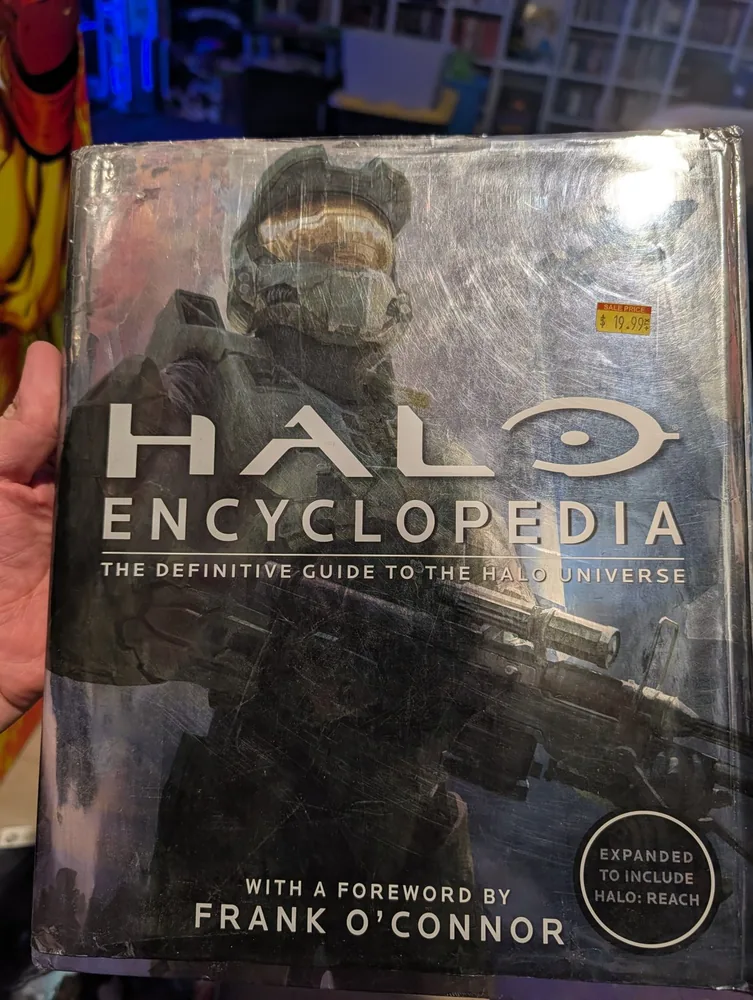 SALE PRICE
$ 19.99
HALO
ENCYCLOPEDIA
THE DEFINITIVE GUIDE TO THE HALO UNIVERSE
EXPANDED
TO INCLUDE
HALO: REACH
WITH A FOREWORD BY
FRANK O'CONNOR